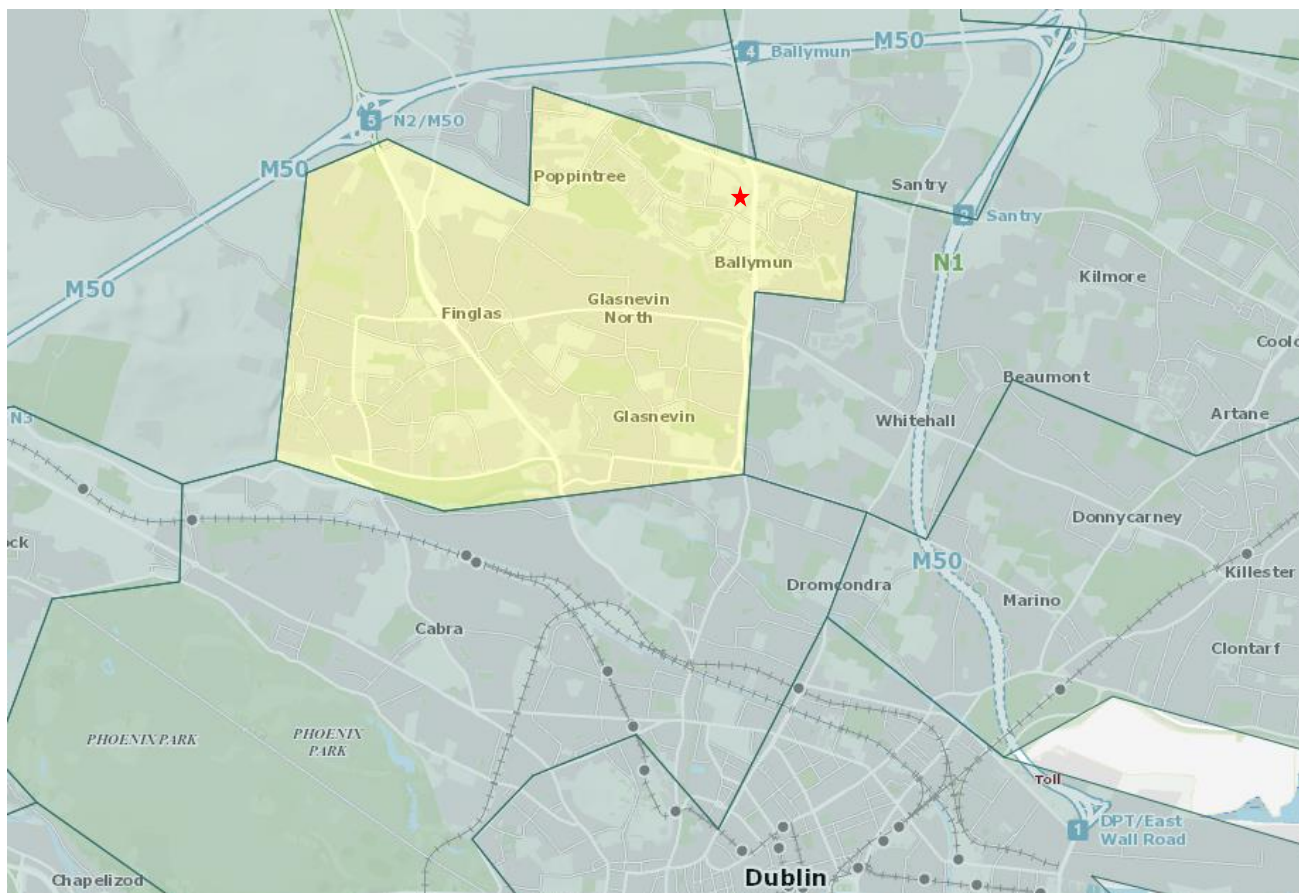 4 Ballymun
M50
5 N2/M50
M50
Poppintree
Santry
2 Santry
Ballymun
N1
Kilmore
M50
Finglas
Glasnevin
North
Beaumont
Glasnevin
Whitehall
Artane
N3
Donnycarney
M50
Killester
Dromcondra
Marino
Cabra
Clontarf
PHOENIX PARK
PHOENIX
PARK
Toll
1 DPT/East
Wall Road
Chapelizod
Dublin